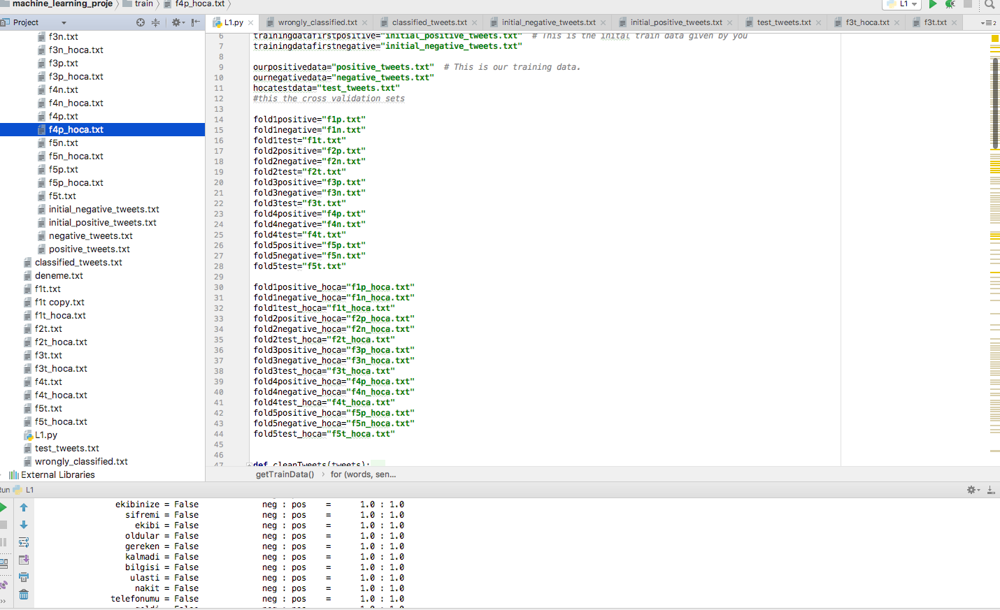 machine_learning_proje train f4p_hoca.txt L1
Project
L1.py wrongly_classified.txt classified_tweets.txt initial_negative_tweets.txt initial_positive_tweets.txt test_tweets.txt f3t_hoca.txt f3t.txt 2
f3n.txt
f3n_hoca.txt
f3p.txt
f3p_hoca.txt
f4n.txt
f4n_hoca.txt
f4p.txt
f4p_hoca.txt
f5n.txt
f5n_hoca.txt
f5p.txt
f5p_hoca.txt
f5t.txt
initial_negative_tweets.txt
initial_positive_tweets.txt
negative_tweets.txt
positive_tweets.txt
classified_tweets.txt
deneme.txt
f1t.txt
f1t copy.txt
f1t_hoca.txt
f2t.txt
f2t_hoca.txt
f3t.txt
f3t_hoca.txt
f4t.txt
f4t_hoca.txt
f5t.txt
f5t_hoca.txt
L1.py
test_tweets.txt
wrongly_classified.txt
External Libraries
6 trainingdatafirstpositive="initial_positive_tweets.txt" # This is the inital train data given by you
7 trainingdatafirstnegative="initial_negative_tweets.txt"
8
9 ourpositivedata="positive_tweets.txt" # This is our training data.
10 ournegativedata="negative_tweets.txt"
11 hocatestdata="test_tweets.txt"
12 #this the cross validation sets
13
14 fold1positive="f1p.txt"
15 fold1negative="f1n.txt"
16 fold1test="f1t.txt"
17 fold2positive="f2p.txt"
18 fold2negative="f2n.txt"
19 fold2test="f2t.txt"
20 fold3positive="f3p.txt"
21 fold3negative="f3n.txt"
22 fold3test="f3t.txt"
23 fold4positive="f4p.txt"
24 fold4negative="f4n.txt"
25 fold4test="f4t.txt"
26 fold5positive="f5p.txt"
27 fold5negative="f5n.txt"
28 fold5test="f5t.txt"
29
30 fold1positive_hoca="f1p_hoca.txt"
31 fold1negative_hoca="f1n_hoca.txt"
32 fold1test_hoca="f1t_hoca.txt"
33 fold2positive_hoca="f2p_hoca.txt"
34 fold2negative_hoca="f2n_hoca.txt"
35 fold2test_hoca="f2t_hoca.txt"
36 fold3positive_hoca="f3p_hoca.txt"
37 fold3negative_hoca="f3n_hoca.txt"
38 fold3test_hoca="f3t_hoca.txt"
39 fold4positive_hoca="f4p_hoca.txt"
40 fold4negative_hoca="f4n_hoca.txt"
41 fold4test_hoca="f4t_hoca.txt"
42 fold5positive_hoca="f5p_hoca.txt"
43 fold5negative_hoca="f5n_hoca.txt"
44 fold5test_hoca="f5t_hoca.txt"
45
46
47 def cleanTweets(tweets):
getTrainData() for (words, sen...
Run L1
ekibinize = False neg : pos = 1.0 : 1.0
sifremi = False neg : pos = 1.0 : 1.0
ekibi = False neg : pos = 1.0 : 1.0
oldular = False neg : pos = 1.0 : 1.0
gereken = False neg : pos = 1.0 : 1.0
kalmadi = False neg : pos = 1.0 : 1.0
bilgisi = False neg : pos = 1.0 : 1.0
ulasti = False neg : pos = 1.0 : 1.0
nakit = False neg : pos = 1.0 : 1.0
telefonumu = False neg : pos = 1.0 : 1.0